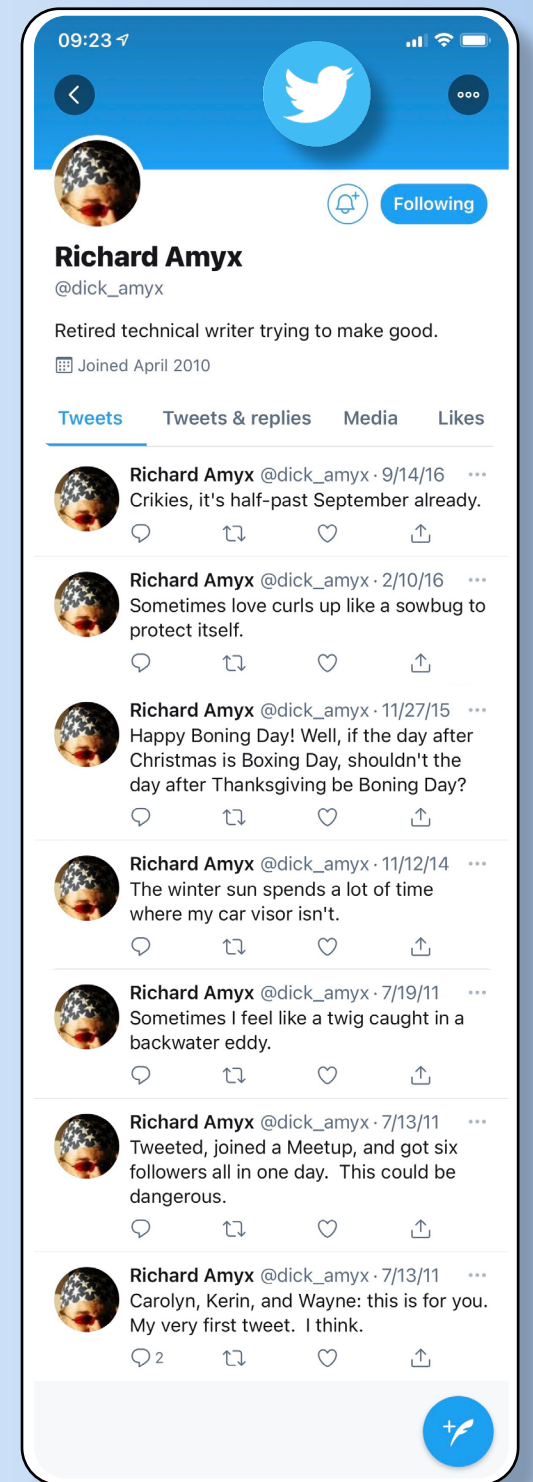 09:23
Following
Richard Amyx
@dick_amyx
Retired technical writer trying to make good.
Joined April 2010
Tweets Tweets & replies Media Likes
Richard Amyx @dick_amyx · 9/14/16
Crikies, it's half-past September already.
Richard Amyx @dick_amyx · 2/10/16
Sometimes love curls up like a sowbug to
protect itself.
Richard Amyx @dick_amyx · 11/27/15
Happy Boning Day! Well, if the day after
Christmas is Boxing Day, shouldn't the
day after Thanksgiving be Boning Day?
Richard Amyx @dick_amyx · 11/12/14
The winter sun spends a lot of time
where my car visor isn't.
Richard Amyx @dick_amyx · 7/19/11
Sometimes I feel like a twig caught in a
backwater eddy.
Richard Amyx @dick_amyx · 7/13/11
Tweeted, joined a Meetup, and got six
followers all in one day.  This could be
dangerous.
Richard Amyx @dick_amyx · 7/13/11
Carolyn, Kerin, and Wayne: this is for you.
My very first tweet.  I think.
2